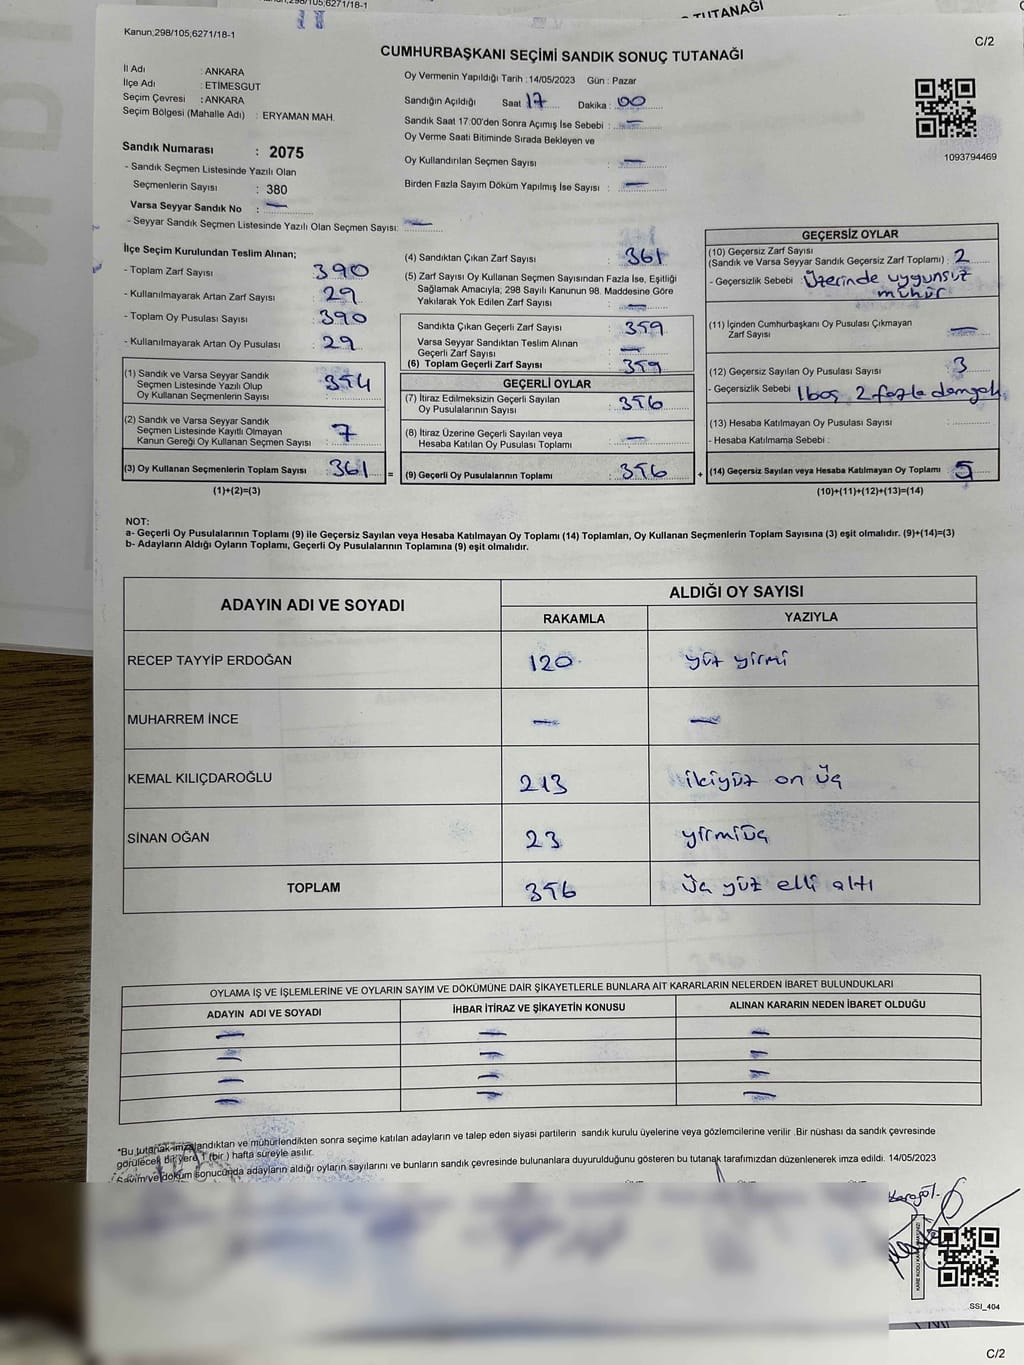 298/105,6271/18-1
TUTANAĞI
Kanun;298/105,6271/18-1
C/2
CUMHURBAŞKANI SEÇİMİ SANDIK SONUÇ TUTANAĞI
İl Adı : ANKARA
İlçe Adı : ETİMESGUT
Seçim Çevresi : ANKARA
Seçim Bölgesi (Mahalle Adı) : ERYAMAN MAH.
Oy Vermenin Yapıldığı Tarih :14/05/2023 Gün : Pazar
Sandığın Açıldığı Saat 17 Dakika : 00
Sandık Saat 17:00'den Sonra Açımış İse Sebebi : —
Oy Verme Saati Bitiminde Sırada Bekleyen ve
Oy Kullandırılan Seçmen Sayısı : —
Birden Fazla Sayım Döküm Yapılmış İse Sayısı : —
1093794469
Sandık Numarası : 2075
- Sandık Seçmen Listesinde Yazılı Olan
Seçmenlerin Sayısı : 380
Varsa Seyyar Sandık No : —
- Seyyar Sandık Seçmen Listesinde Yazılı Olan Seçmen Sayısı: —
İlçe Seçim Kurulundan Teslim Alınan;
- Toplam Zarf Sayısı : 390
- Kullanılmayarak Artan Zarf Sayısı : 29
- Toplam Oy Pusulası Sayısı : 390
- Kullanılmayarak Artan Oy Pusulası : 29
(1) Sandık ve Varsa Seyyar Sandık
Seçmen Listesinde Yazılı Olup
Oy Kullanan Seçmenlerin Sayısı : 354
(2) Sandık ve Varsa Seyyar Sandık
Seçmen Listesinde Kayıtlı Olmayan
Kanun Gereği Oy Kullanan Seçmen Sayısı : 7
(3) Oy Kullanan Seçmenlerin Toplam Sayısı : 361 =
(1)+(2)=(3)
(4) Sandıktan Çıkan Zarf Sayısı : 361
(5) Zarf Sayısı Oy Kullanan Seçmen Sayısından Fazla İse, Eşitliği
Sağlamak Amacıyla; 298 Sayılı Kanunun 98. Maddesine Göre
Yakılarak Yok Edilen Zarf Sayısı : —
Sandıkta Çıkan Geçerli Zarf Sayısı : 359
Varsa Seyyar Sandıktan Teslim Alınan
Geçerli Zarf Sayısı : —
(6) Toplam Geçerli Zarf Sayısı : 359
GEÇERLİ OYLAR
(7) İtiraz Edilmeksizin Geçerli Sayılan
Oy Pusulalarının Sayısı : 356
(8) İtiraz Üzerine Geçerli Sayılan veya
Hesaba Katılan Oy Pusulası Toplamı : —
(9) Geçerli Oy Pusulalarının Toplamı : 356 +
GEÇERSİZ OYLAR
(10) Geçersiz Zarf Sayısı
(Sandık ve Varsa Seyyar Sandık Geçersiz Zarf Toplamı) : 2
- Geçersizlik Sebebi : Üzerinde uygunsuz
mühür
(11) İçinden Cumhurbaşkanı Oy Pusulası Çıkmayan
Zarf Sayısı : —
(12) Geçersiz Sayılan Oy Pusulası Sayısı : 3
- Geçersizlik Sebebi : 1 boş, 2 fazla damgalı
(13) Hesaba Katılmayan Oy Pusulası Sayısı :
- Hesaba Katılmama Sebebi :
(14) Geçersiz Sayılan veya Hesaba Katılmayan Oy Toplamı : 5
(10)+(11)+(12)+(13)=(14)
NOT:
a- Geçerli Oy Pusulalarının Toplamı (9) ile Geçersiz Sayılan veya Hesaba Katılmayan Oy Toplamı (14) Toplamları, Oy Kullanan Seçmenlerin Toplam Sayısına (3) eşit olmalıdır. (9)+(14)=(3)
b- Adayların Aldığı Oyların Toplamı, Geçerli Oy Pusulalarının Toplamına (9) eşit olmalıdır.
ADAYIN ADI VE SOYADI ALDIĞI OY SAYISI
RAKAMLA YAZIYLA
RECEP TAYYİP ERDOĞAN 120 yüz yirmi
MUHARREM İNCE — —
KEMAL KILIÇDAROĞLU 213 ikiyüz on üç
SİNAN OĞAN 23 yirmiüç
TOPLAM 356 üç yüz elli altı
OYLAMA İŞ VE İŞLEMLERİNE VE OYLARIN SAYIM VE DÖKÜMÜNE DAİR ŞİKAYETLERLE BUNLARA AİT KARARLARIN NELERDEN İBARET BULUNDUKLARI
ADAYIN ADI VE SOYADI İHBAR İTİRAZ VE ŞİKAYETİN KONUSU ALINAN KARARIN NEDEN İBARET OLDUĞU
— — —
— — —
— — —
— — —
*Bu tutanak imzalandıktan ve mühürlendikten sonra seçime katılan adayların ve talep eden siyasi partilerin sandık kurulu üyelerine veya gözlemcilerine verilir .Bir nüshası da sandık çevresinde
görülecek bir yere 1 (bir ) hafta süreyle asılır.
Sayım ve döküm sonucunda adayların aldığı oyların sayılarını ve bunların sandık çevresinde bulunanlara duyurulduğunu gösteren bu tutanak tarafımızdan düzenlenerek imza edildi. 14/05/2023
SSI_404
C/2